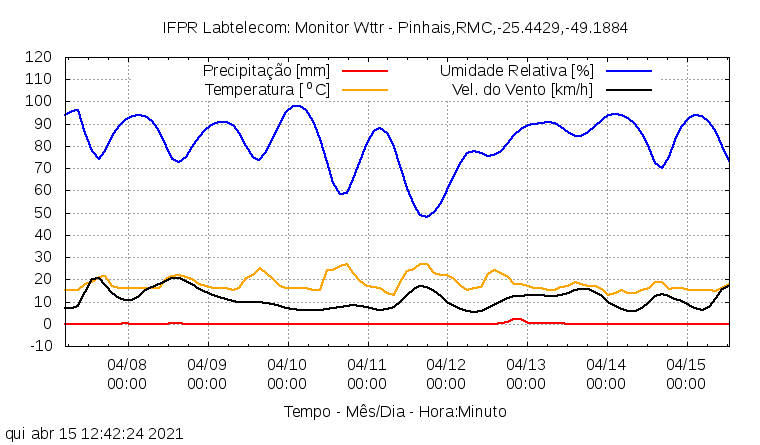 IFPR Labtelecom: Monitor Wttr - Pinhais,RMC,-25.4429,-49.1884
Precipitação [mm]
Temperatura [ ⁰C]
Umidade Relativa [%]
Vel. do Vento [km/h]
120
110
100
90
80
70
60
50
40
30
20
10
0
-10
04/08 04/09 04/10 04/11 04/12 04/13 04/14 04/15
00:00 00:00 00:00 00:00 00:00 00:00 00:00 00:00
Tempo - Mês/Dia - Hora:Minuto
qui abr 15 12:42:24 2021